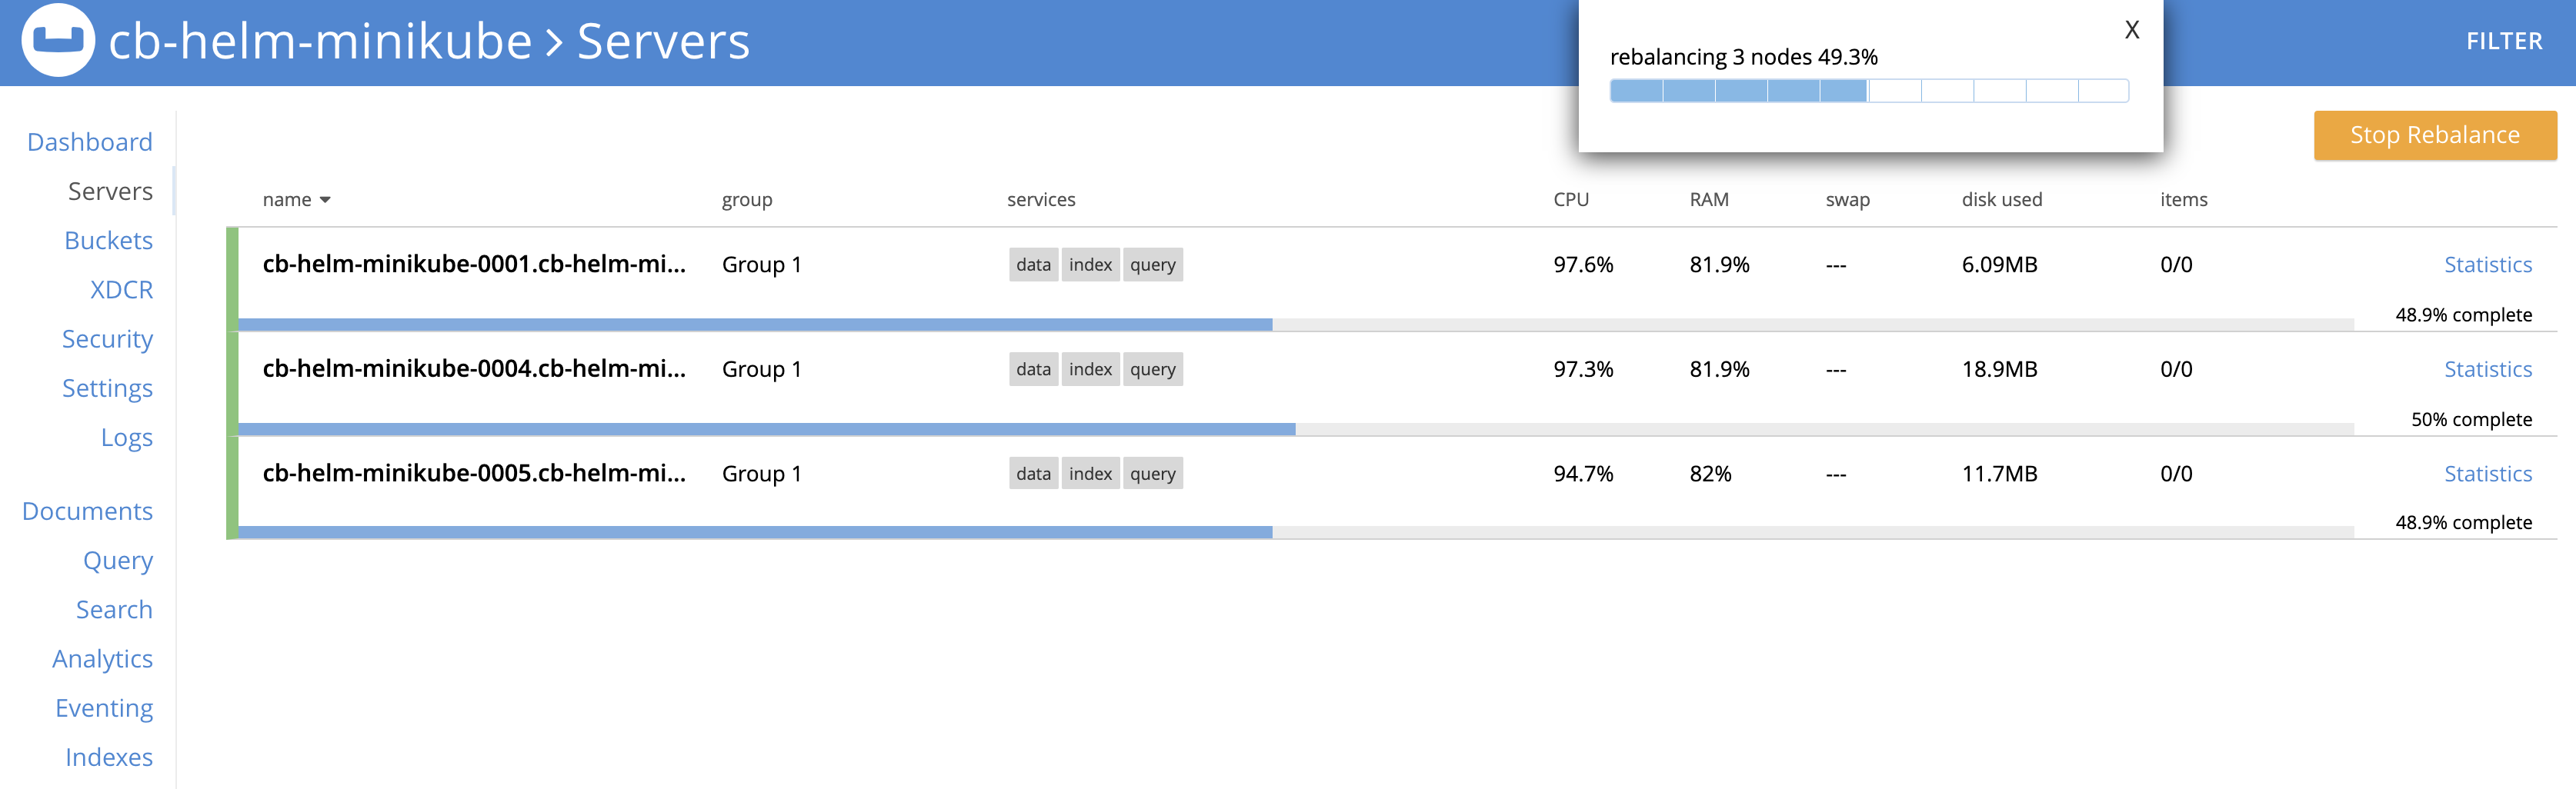 cb-helm-minikube > Servers
X
rebalancing 3 nodes 49.3%
FILTER
Stop Rebalance
Dashboard
Servers
Buckets
XDCR
Security
Settings
Logs
Documents
Query
Search
Analytics
Eventing
Indexes
name group services CPU RAM swap disk used items
cb-helm-minikube-0001.cb-helm-mi... Group 1 data index query 97.6% 81.9% --- 6.09MB 0/0 Statistics
48.9% complete
cb-helm-minikube-0004.cb-helm-mi... Group 1 data index query 97.3% 81.9% --- 18.9MB 0/0 Statistics
50% complete
cb-helm-minikube-0005.cb-helm-mi... Group 1 data index query 94.7% 82% --- 11.7MB 0/0 Statistics
48.9% complete